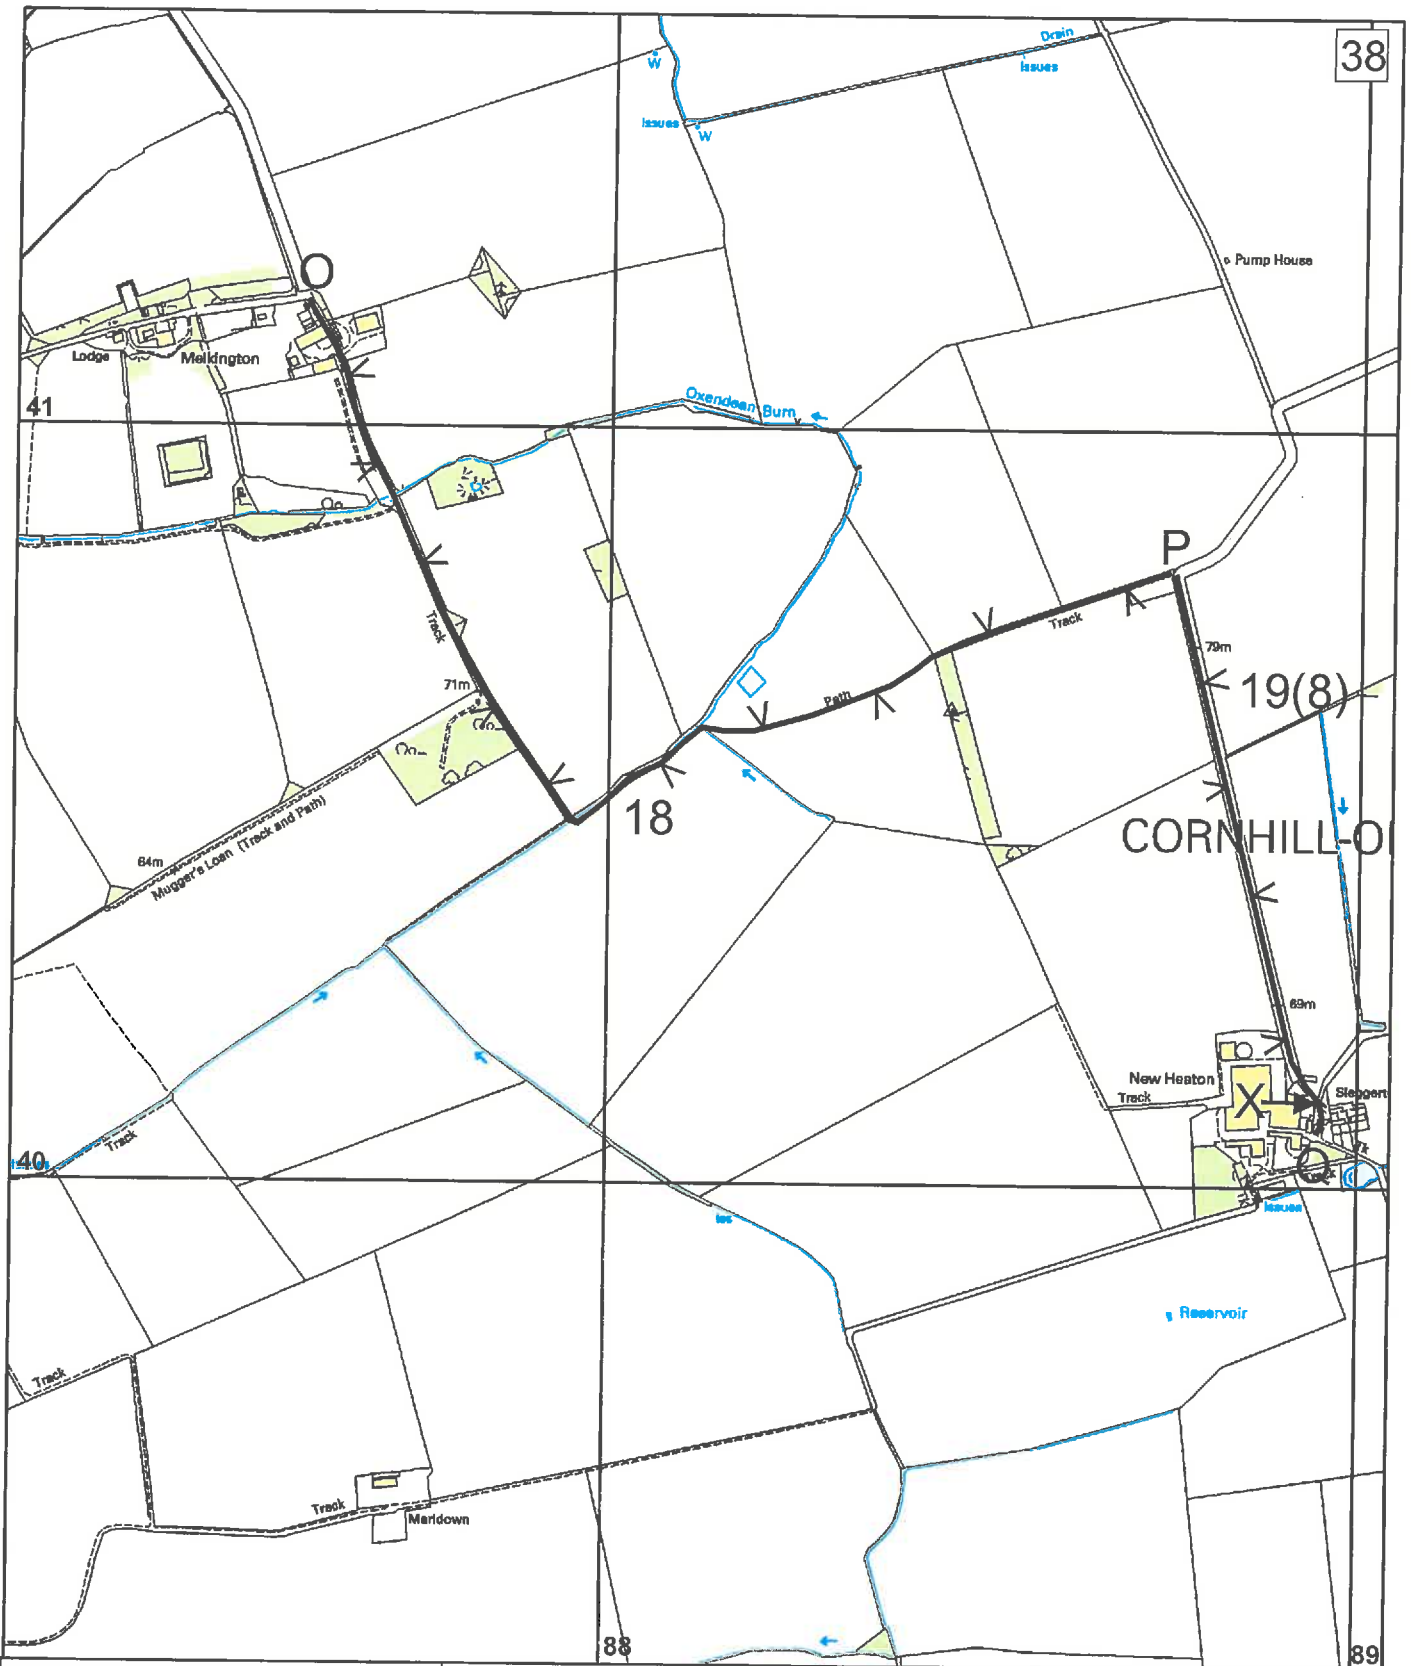 38
Drain
W
Issues
Issues
W
O
Pump House
Lodge
Melkington
Oxendean Burn
41
P
Track
Track
79m
71m
Path
19(8)
18
CORNHILL-O
64m
Mugger's Loan (Track and Path)
69m
New Heaton
Track
X
Track
40
Q
Issues
Reservoir
Track
Track
Marldown
88
89